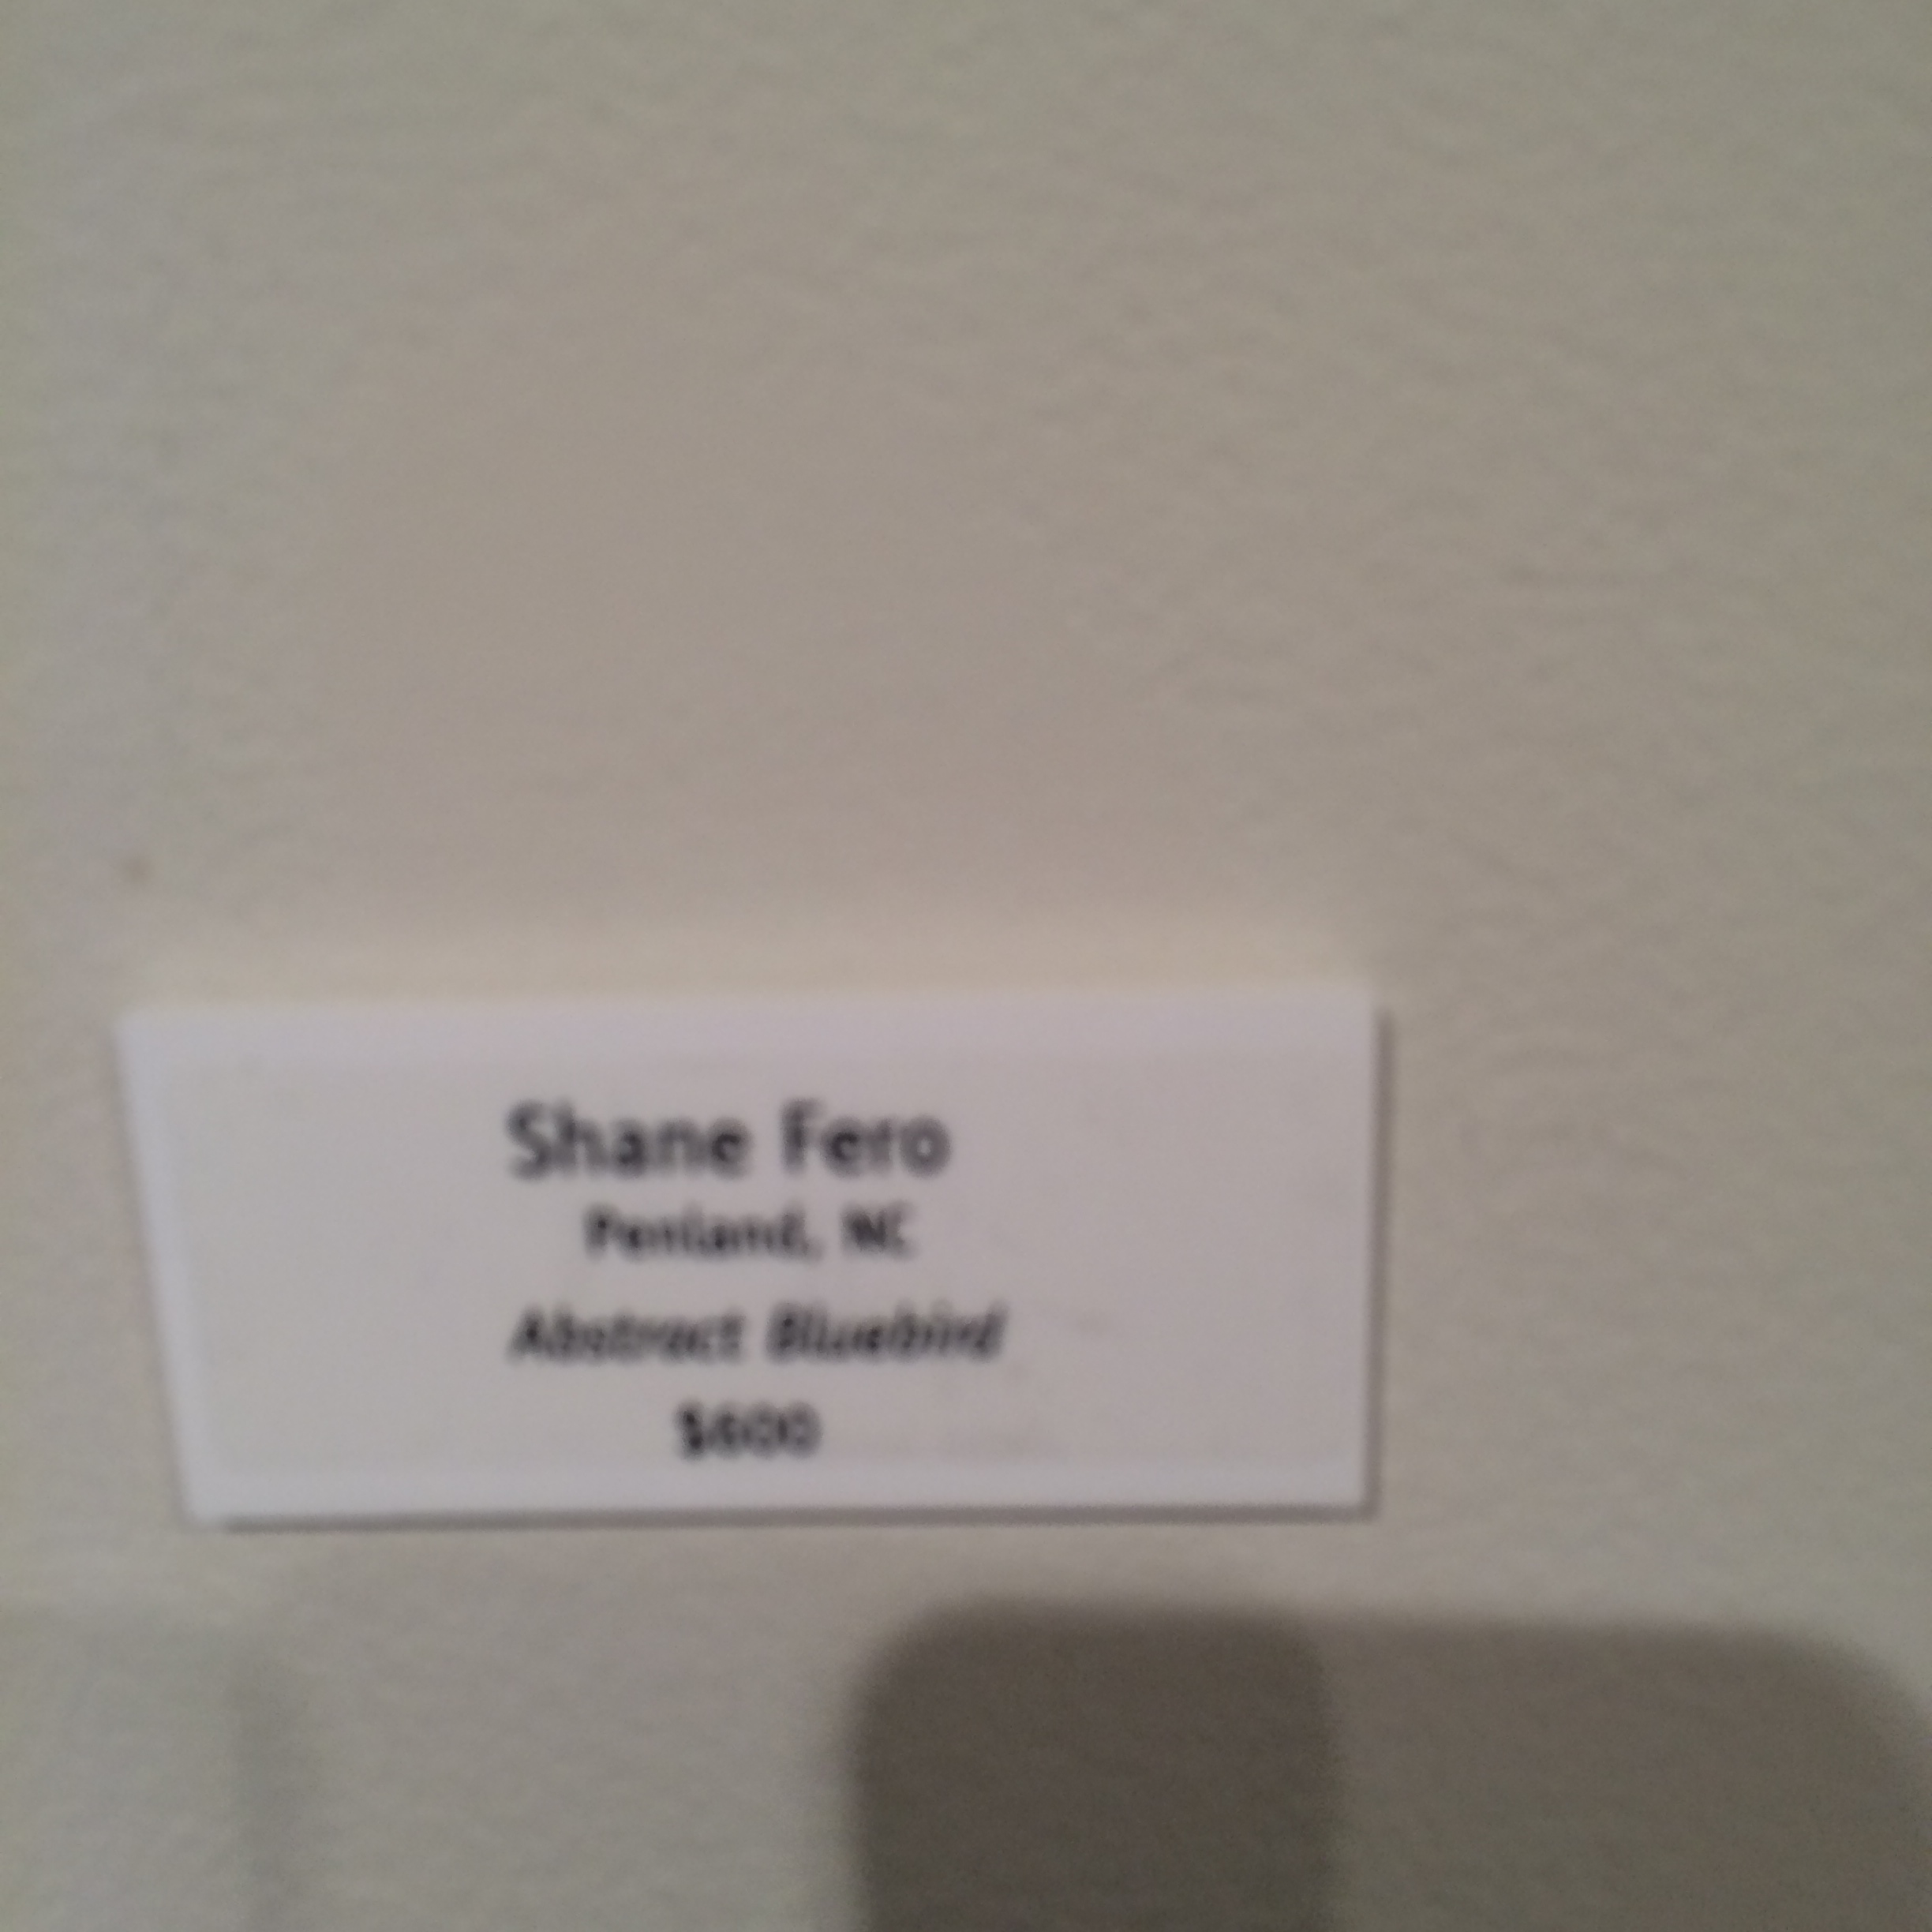 Shane Fero
Penland, NC
Abstract Bluebird
$600